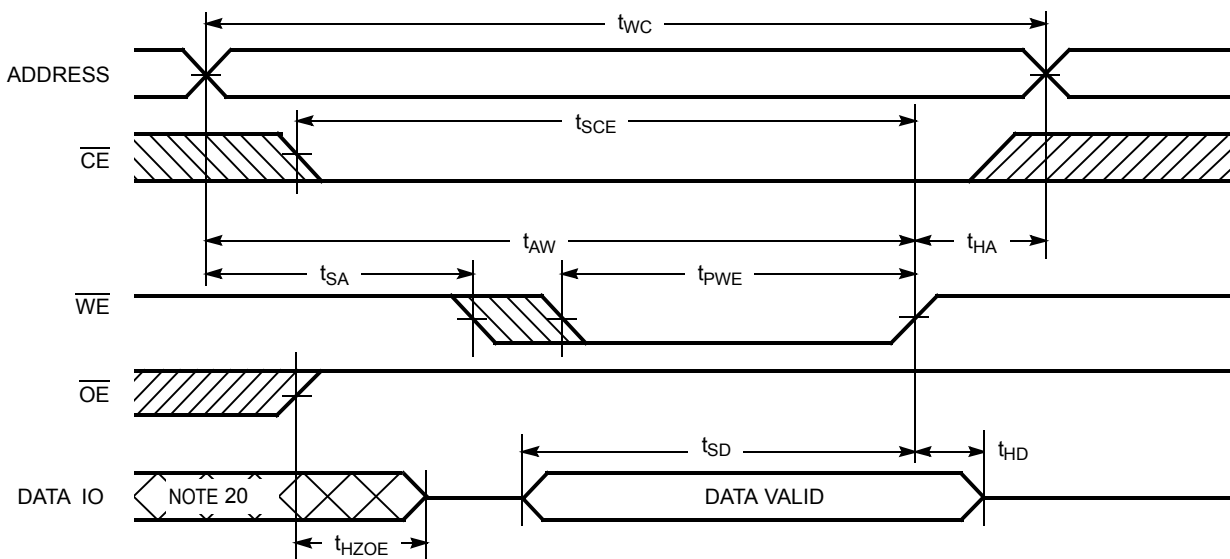 tWC
ADDRESS
tSCE
CE
tAW
tHA
tSA
tPWE
WE
OE
tSD
tHD
DATA IO
NOTE 20
DATA VALID
tHZOE